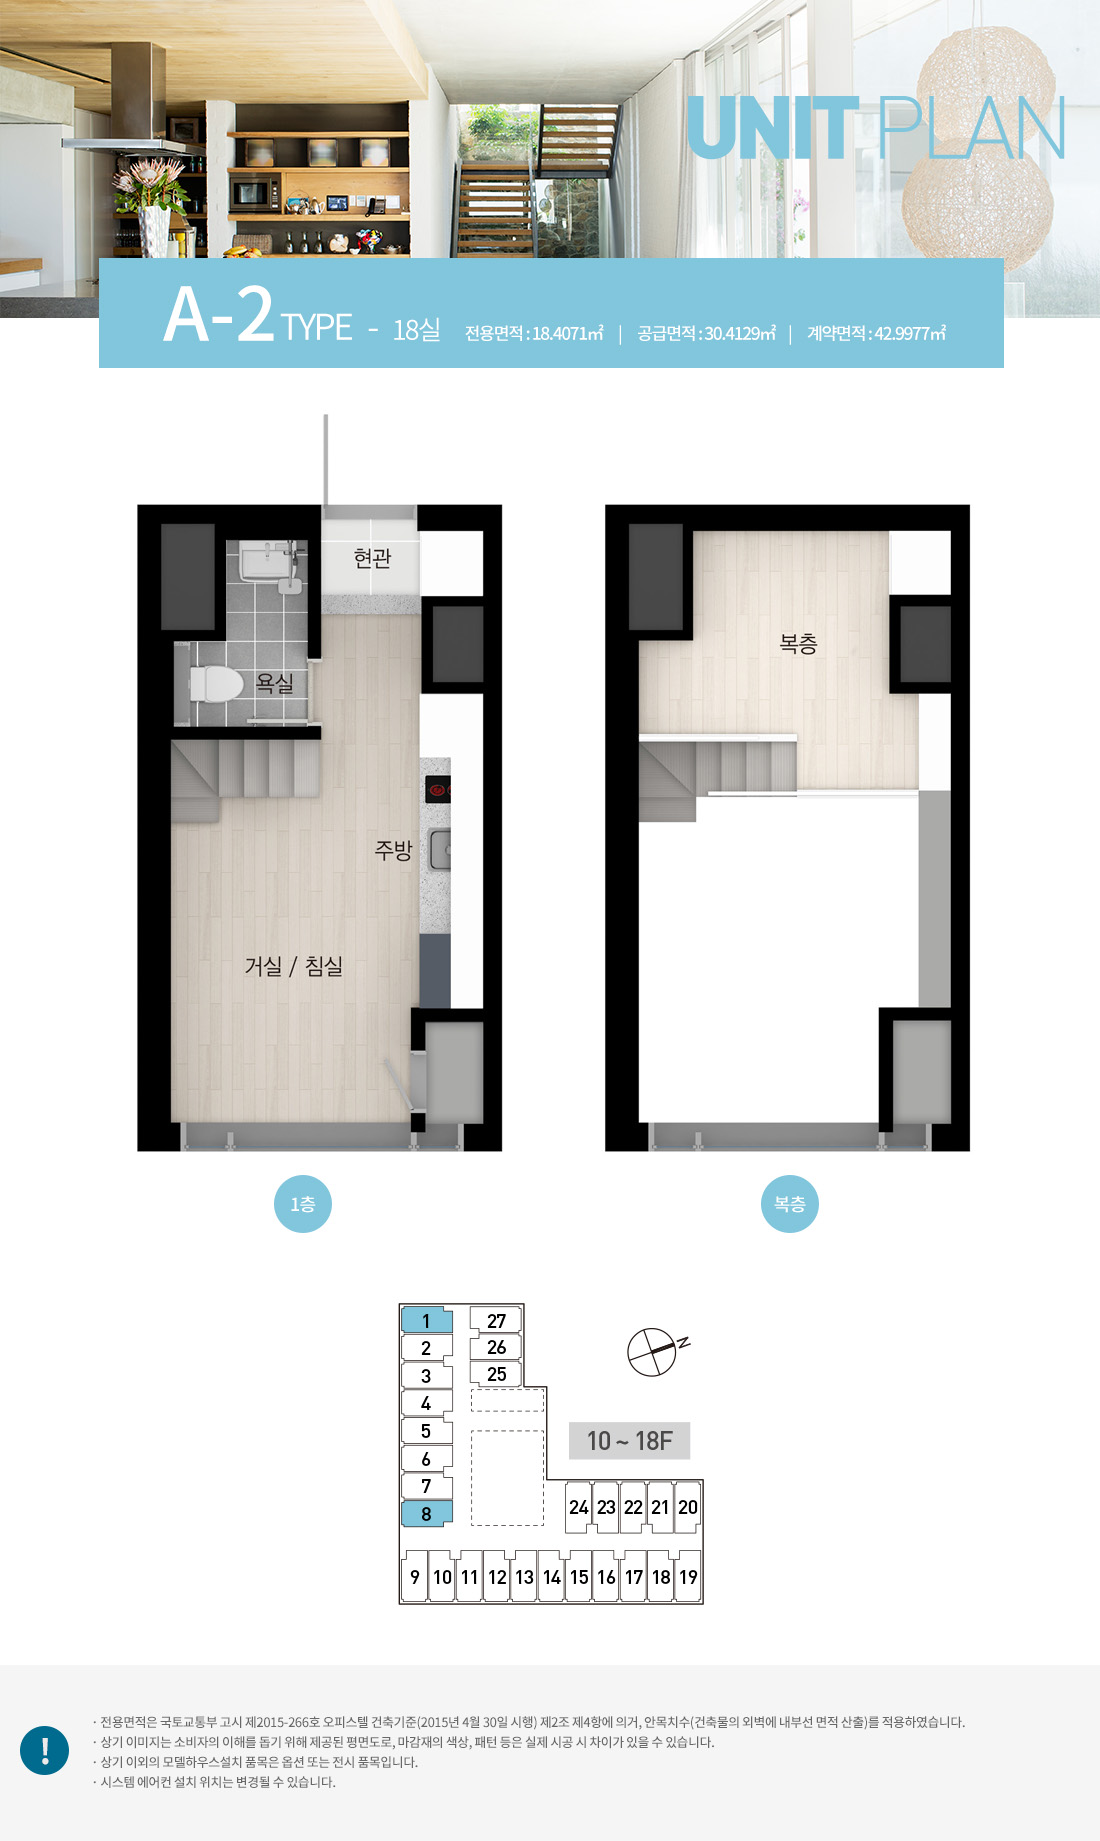 UNIT PLAN
A-2 TYPE - 18실 전용면적 : 18.4071㎡ | 공급면적 : 30.4129㎡ | 계약면적 : 42.9977㎡
현관
욕실
주방
거실 / 침실
복층
1층
복층
1
2
3
4
5
6
7
8
27
26
25
N
10 ~ 18F
24 23 22 21 20
9 10 11 12 13 14 15 16 17 18 19
!
· 전용면적은 국토교통부 고시 제2015-266호 오피스텔 건축기준(2015년 4월 30일 시행) 제2조 제4항에 의거, 안목치수(건축물의 외벽에 내부선 면적 산출)를 적용하였습니다.
· 상기 이미지는 소비자의 이해를 돕기 위해 제공된 평면도로, 마감재의 색상, 패턴 등은 실제 시공 시 차이가 있을 수 있습니다.
· 상기 이외의 모델하우스설치 품목은 옵션 또는 전시 품목입니다.
· 시스템 에어컨 설치 위치는 변경될 수 있습니다.